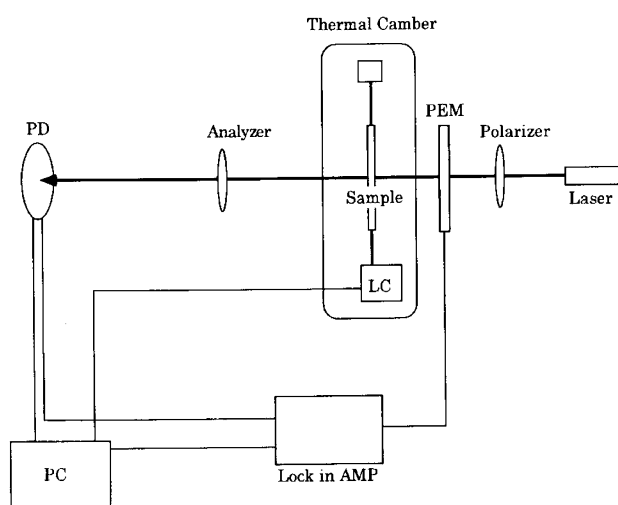 Thermal Camber
PD
Analyzer
PEM
Polarizer
Sample
Laser
LC
PC
Lock in AMP